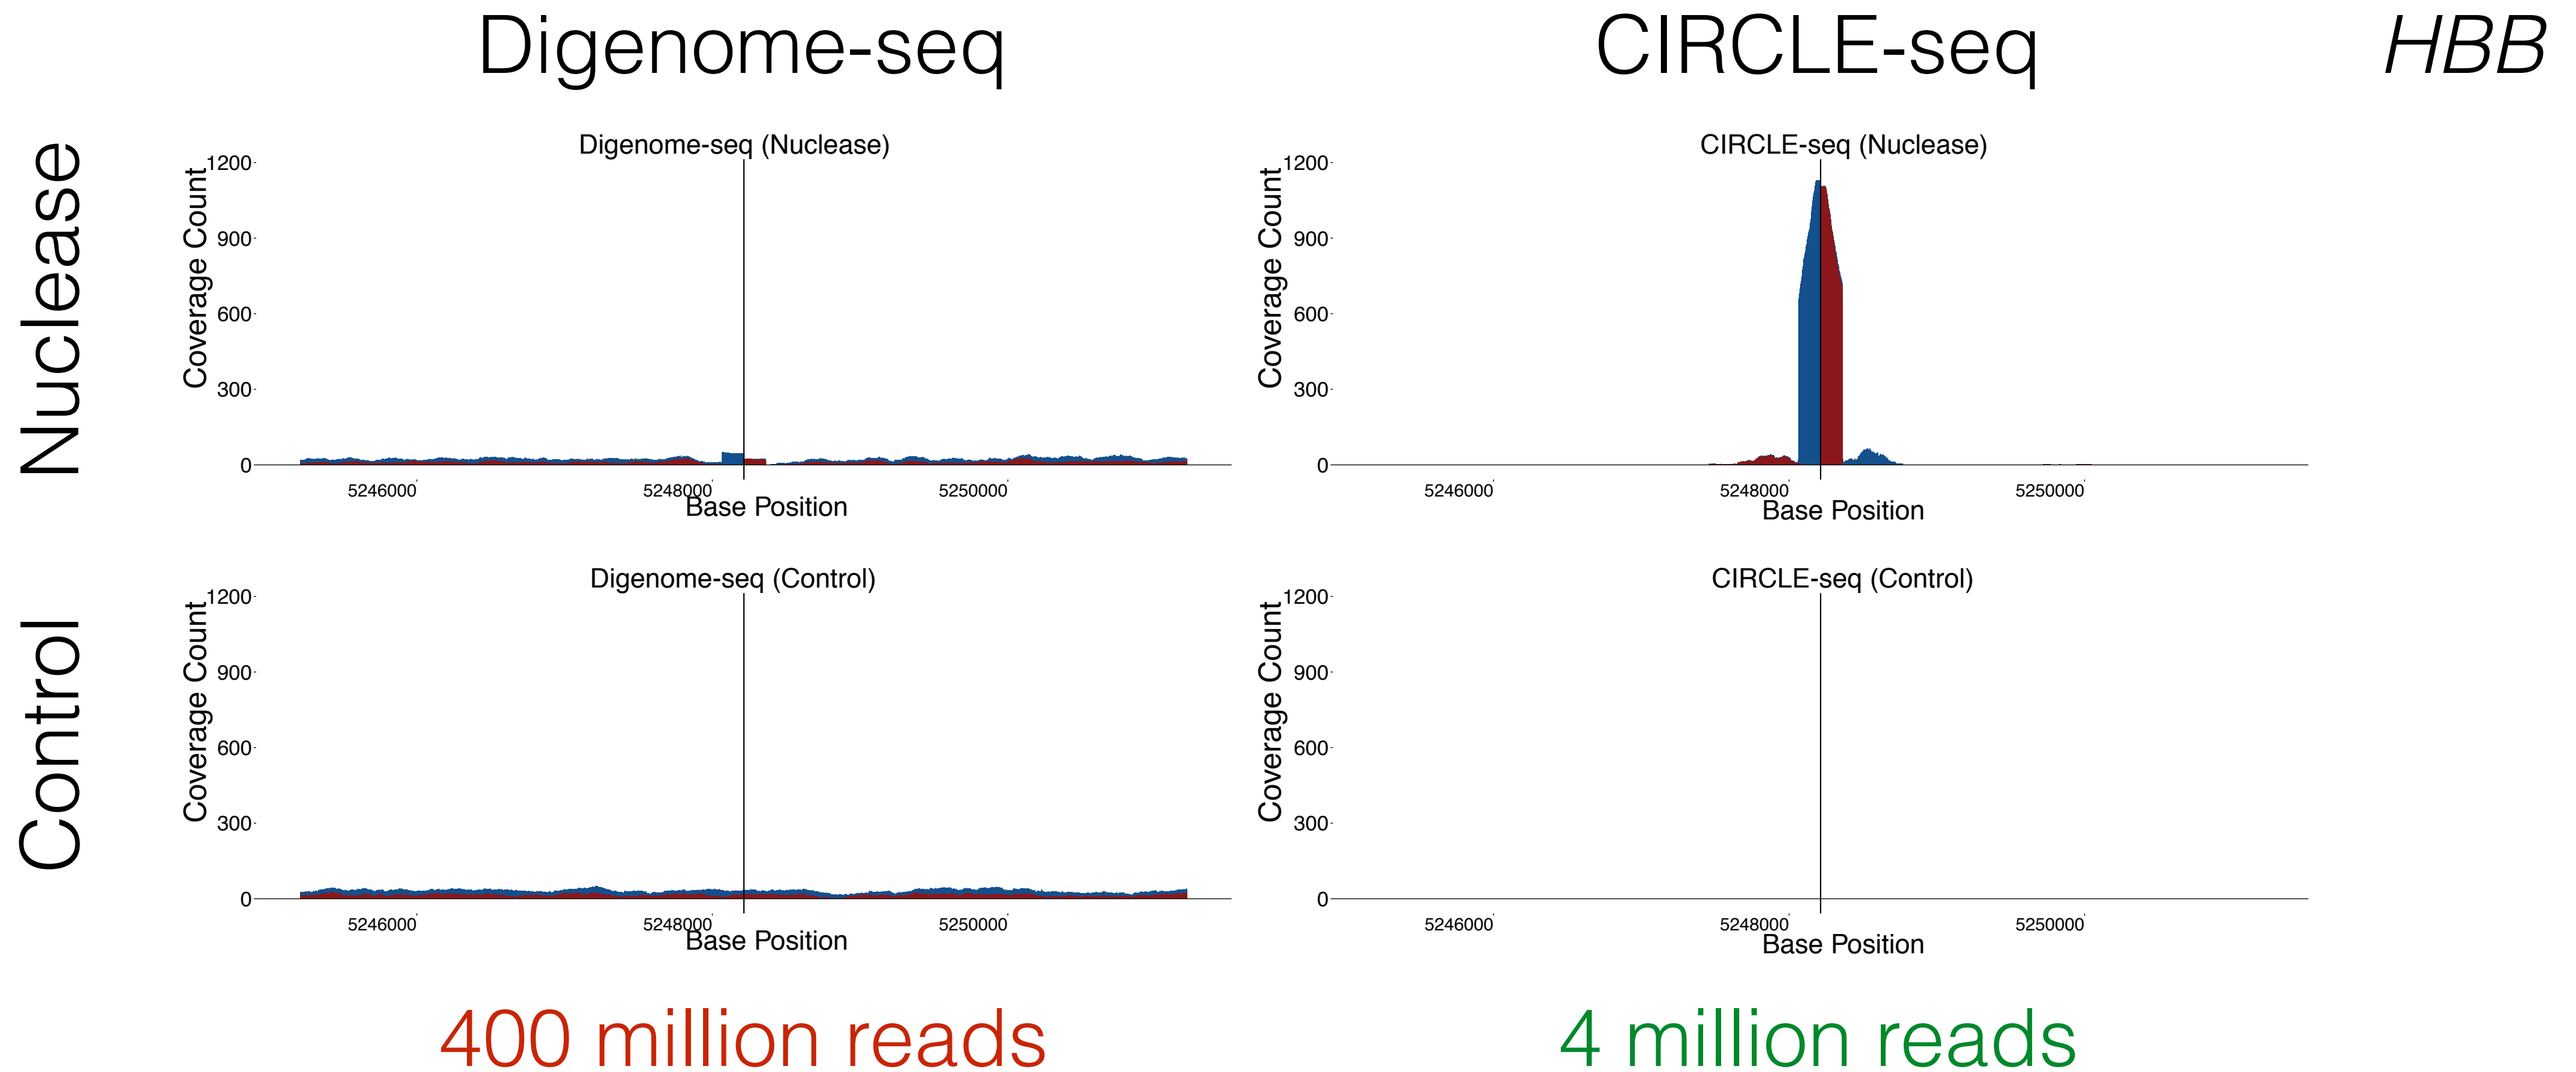 Digenome-seq
CIRCLE-seq
HBB
Nuclease
Digenome-seq (Nuclease)
Coverage Count
1200
900
600
300
0
5246000
5248000
5250000
Base Position
CIRCLE-seq (Nuclease)
Coverage Count
1200
900
600
300
0
5246000
5248000
5250000
Base Position
Control
Digenome-seq (Control)
Coverage Count
1200
900
600
300
0
5246000
5248000
5250000
Base Position
CIRCLE-seq (Control)
Coverage Count
1200
900
600
300
0
5246000
5248000
5250000
Base Position
400 million reads
4 million reads